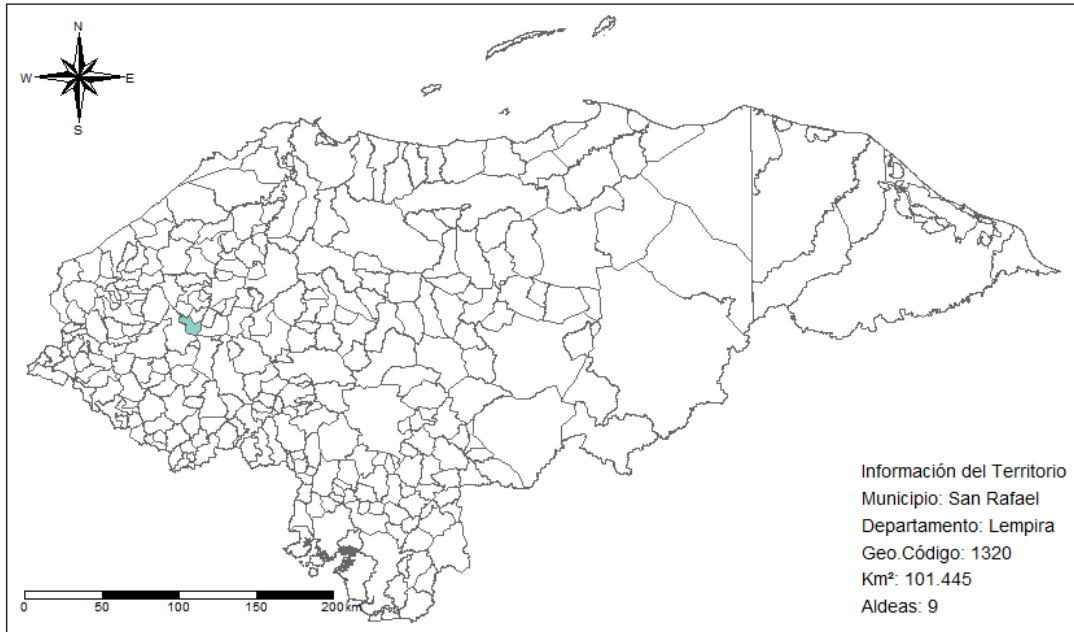 N
W E
S
Información del Territorio
Municipio: San Rafael
Departamento: Lempira
Geo.Código: 1320
Km²: 101.445
Aldeas: 9
0 50 100 150 200 km